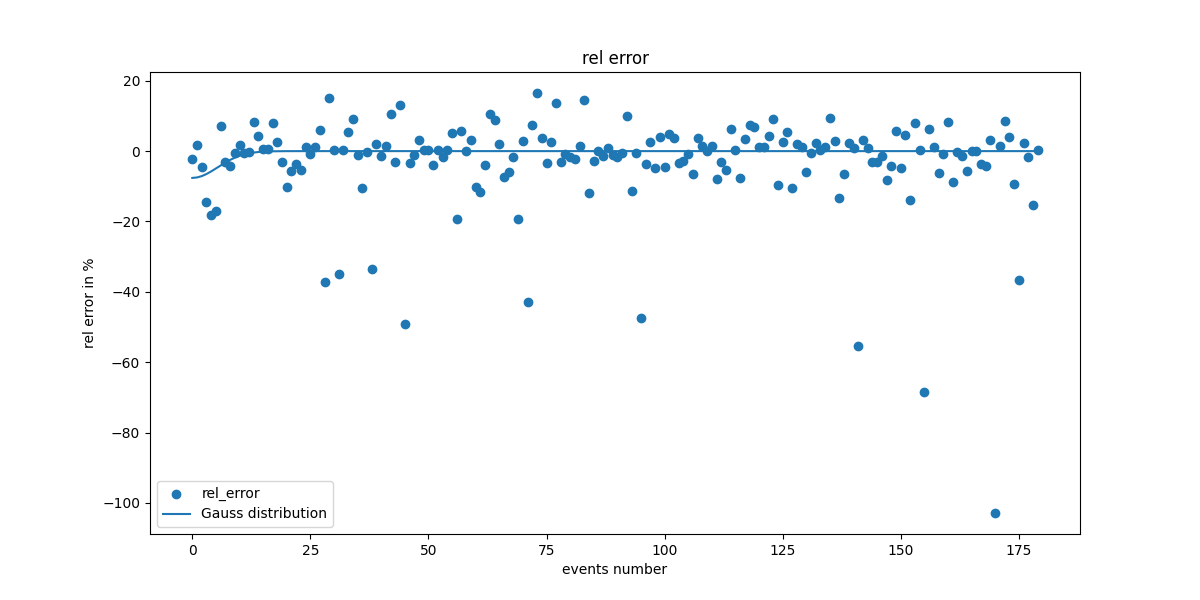 rel error
20
0
−20
−40
−60
−80
−100
rel error in %
rel_error
Gauss distribution
0 25 50 75 100 125 150 175
events number